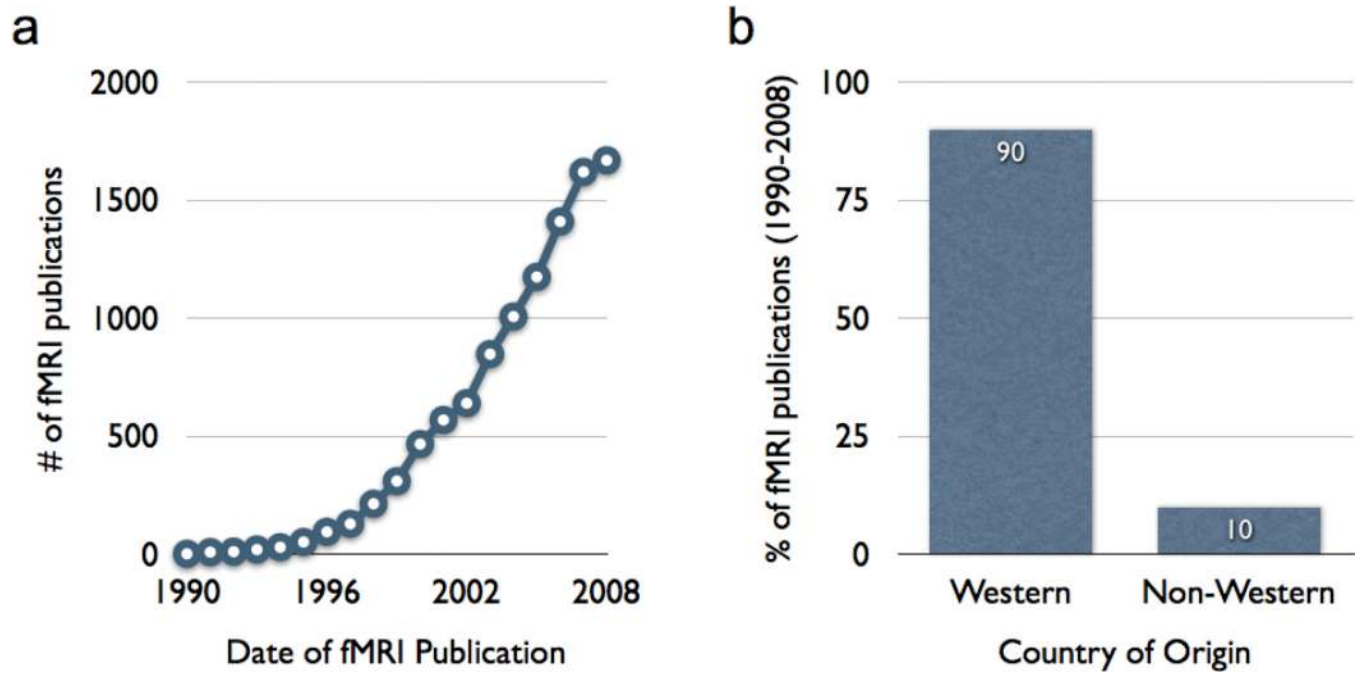 a
2000
1500
1000
500
0
# of fMRI publications
1990 1996 2002 2008
Date of fMRI Publication
b
100
75
50
25
0
% of fMRI publications (1990-2008)
90
10
Western Non-Western
Country of Origin